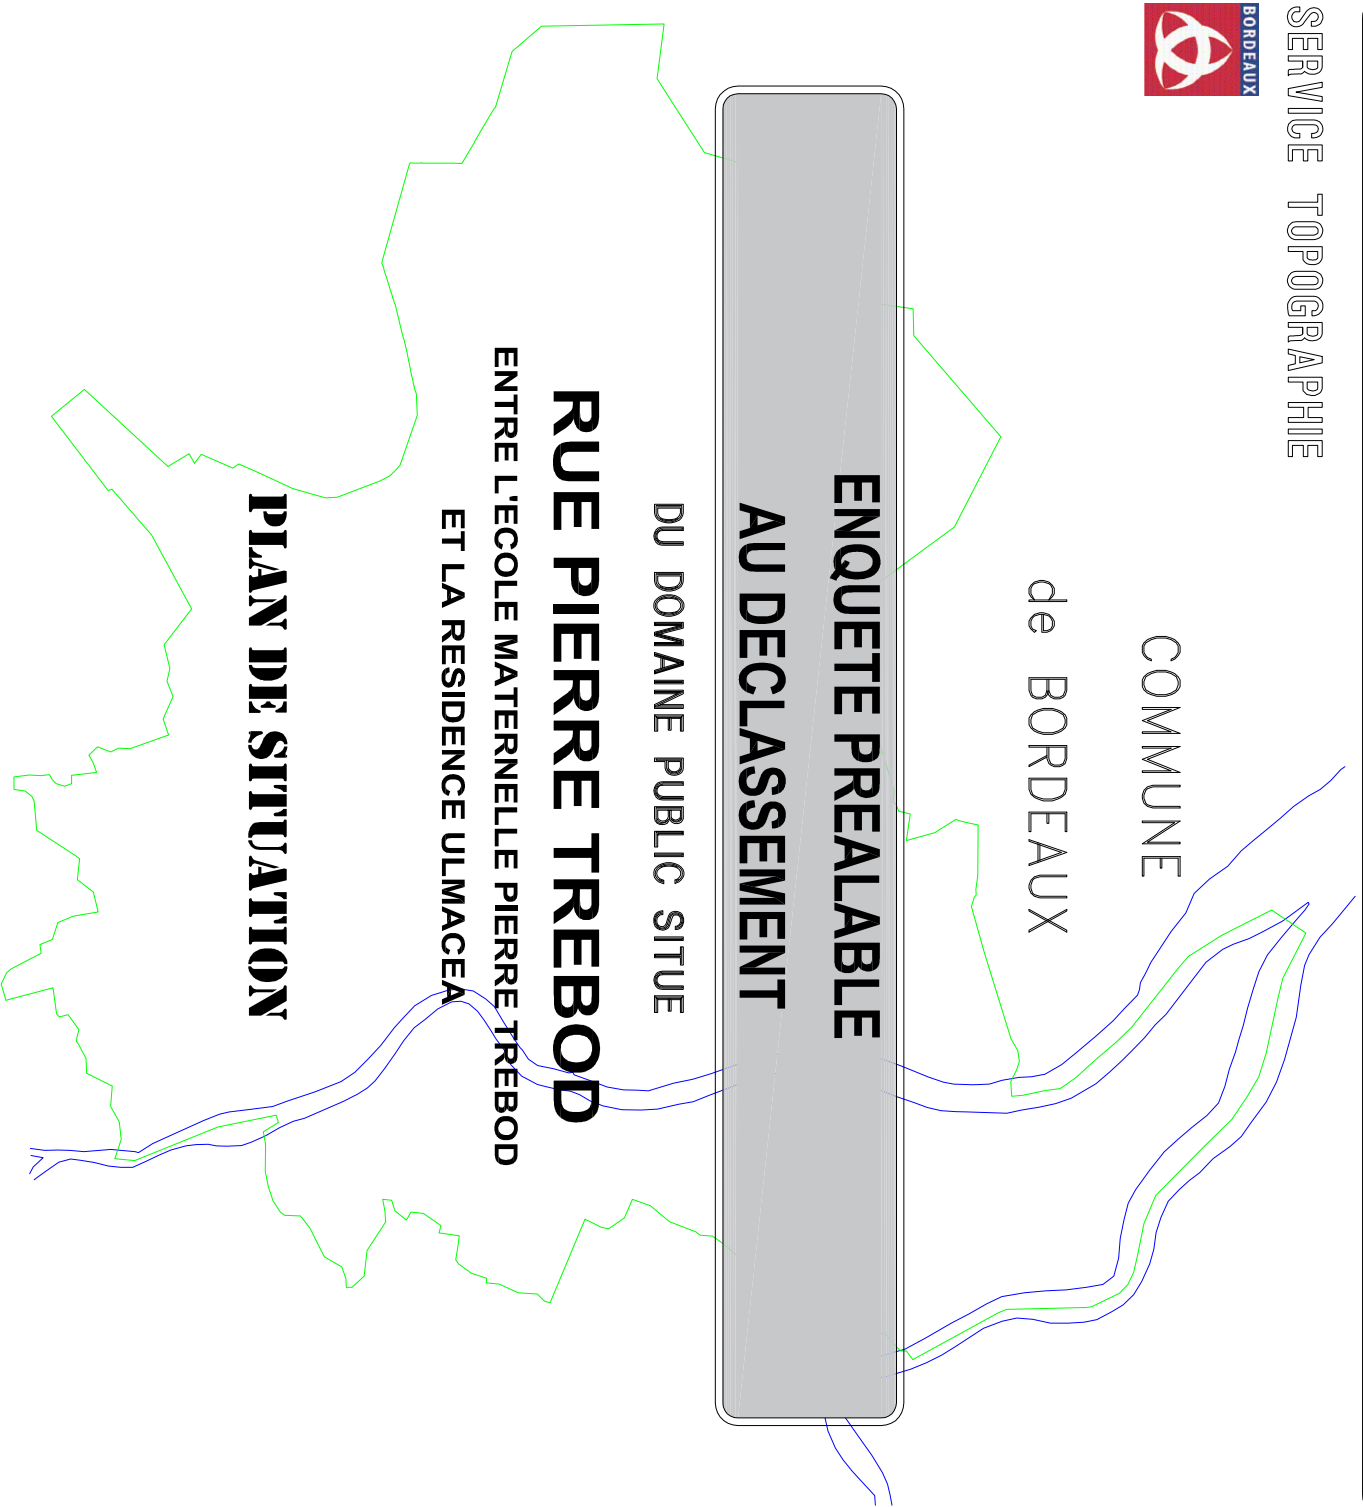 SERVICE TOPOGRAPHIE
BORDEAUX
COMMUNE
de BORDEAUX
ENQUETE PREALABLE
AU DECLASSEMENT
DU DOMAINE PUBLIC SITUE
RUE PIERRE TREBOD
ENTRE L'ECOLE MATERNELLE PIERRE TREBOD
ET LA RESIDENCE ULMACEA
PLAN DE SITUATION